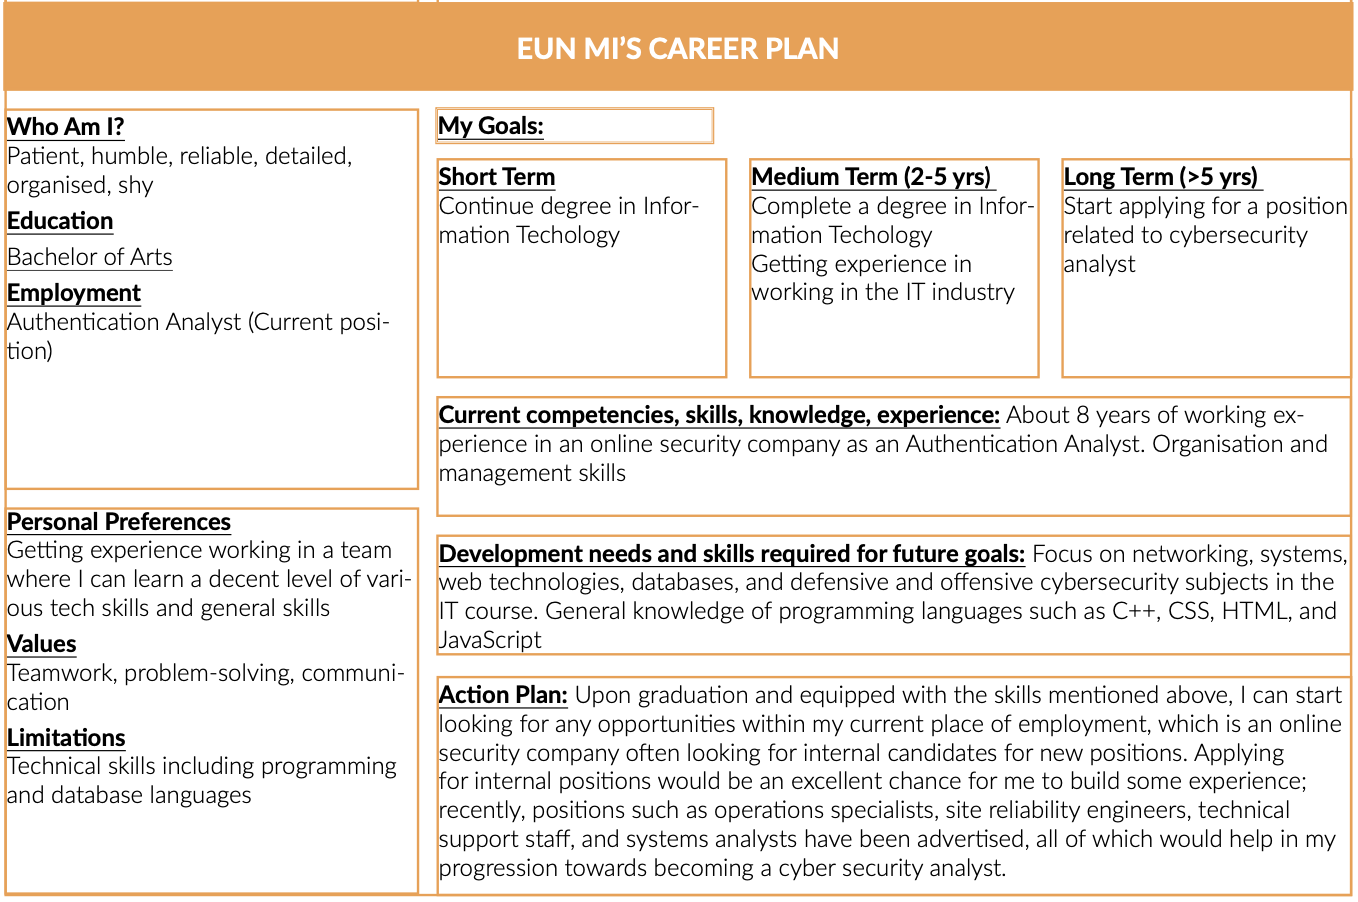 EUN MI’S CAREER PLAN
Who Am I?
Patient, humble, reliable, detailed,
organised, shy
Education
Bachelor of Arts
Employment
Authentication Analyst (Current posi-
tion)
Personal Preferences
Getting experience working in a team
where I can learn a decent level of vari-
ous tech skills and general skills
Values
Teamwork, problem-solving, communi-
cation
Limitations
Technical skills including programming
and database languages
My Goals:
Short Term
Continue degree in Infor-
mation Techology
Medium Term (2-5 yrs)
Complete a degree in Infor-
mation Techology
Getting experience in
working in the IT industry
Long Term (>5 yrs)
Start applying for a position
related to cybersecurity
analyst
Current competencies, skills, knowledge, experience: About 8 years of working ex-
perience in an online security company as an Authentication Analyst. Organisation and
management skills
Development needs and skills required for future goals: Focus on networking, systems,
web technologies, databases, and defensive and offensive cybersecurity subjects in the
IT course. General knowledge of programming languages such as C++, CSS, HTML, and
JavaScript
Action Plan: Upon graduation and equipped with the skills mentioned above, I can start
looking for any opportunities within my current place of employment, which is an online
security company often looking for internal candidates for new positions. Applying
for internal positions would be an excellent chance for me to build some experience;
recently, positions such as operations specialists, site reliability engineers, technical
support staff, and systems analysts have been advertised, all of which would help in my
progression towards becoming a cyber security analyst.